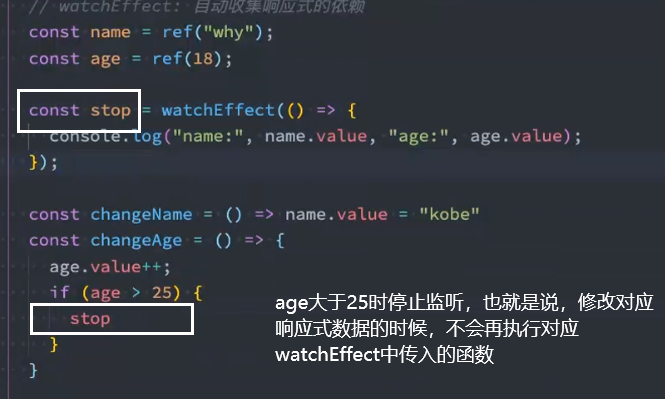 // watchEffect: 自动收集响应式的依赖
const name = ref("why");
const age = ref(18);
const stop = watchEffect(() => {
console.log("name:", name.value, "age:", age.value);
});
const changeName = () => name.value = "kobe"
const changeAge = () => {
age.value++;
if (age > 25) {
stop
}
}
age大于25时停止监听，也就是说，修改对应
响应式数据的时候，不会再执行对应
watchEffect中传入的函数